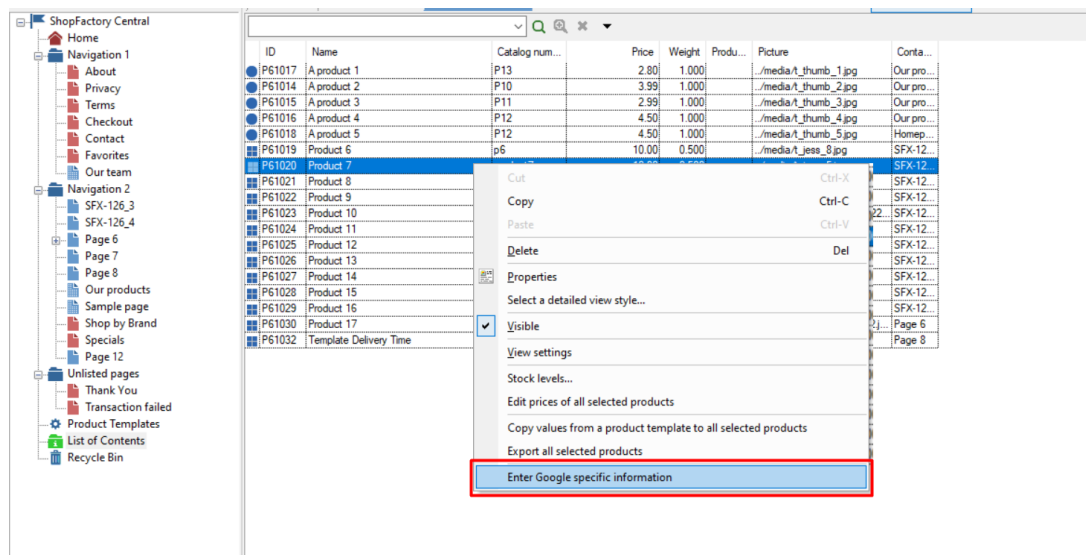 ShopFactory Central
Home
Navigation 1
About
Privacy
Terms
Checkout
Contact
Favorites
Our team
Navigation 2
SFX-126_3
SFX-126_4
Page 6
Page 7
Page 8
Our products
Sample page
Shop by Brand
Specials
Page 12
Unlisted pages
Thank You
Transaction failed
Product Templates
List of Contents
Recycle Bin
ID Name Catalog num... Price Weight Produ... Picture Conta...
P61017 A product 1 P13 2.80 1.000 ../media/t_thumb_1.jpg Our pro...
P61014 A product 2 P10 3.99 1.000 ../media/t_thumb_2.jpg Our pro...
P61015 A product 3 P11 2.99 1.000 ../media/t_thumb_3.jpg Our pro...
P61016 A product 4 P12 4.50 1.000 ../media/t_thumb_4.jpg Our pro...
P61018 A product 5 P12 4.50 1.000 ../media/t_thumb_5.jpg Homep...
P61019 Product 6 p6 10.00 0.500 ../media/t_jess_8.jpg SFX-12...
P61020 Product 7 SFX-12...
P61021 Product 8 SFX-12...
P61022 Product 9 SFX-12...
P61023 Product 10 22... SFX-12...
P61024 Product 11 SFX-12...
P61025 Product 12 SFX-12...
P61026 Product 13 SFX-12...
P61027 Product 14 SFX-12...
P61028 Product 15 SFX-12...
P61029 Product 16 SFX-12...
P61030 Product 17 Page 6
P61032 Template Delivery Time Page 8
Cut Ctrl-X
Copy Ctrl-C
Paste Ctrl-V
Delete Del
Properties
Select a detailed view style...
Visible
View settings
Stock levels...
Edit prices of all selected products
Copy values from a product template to all selected products
Export all selected products
Enter Google specific information